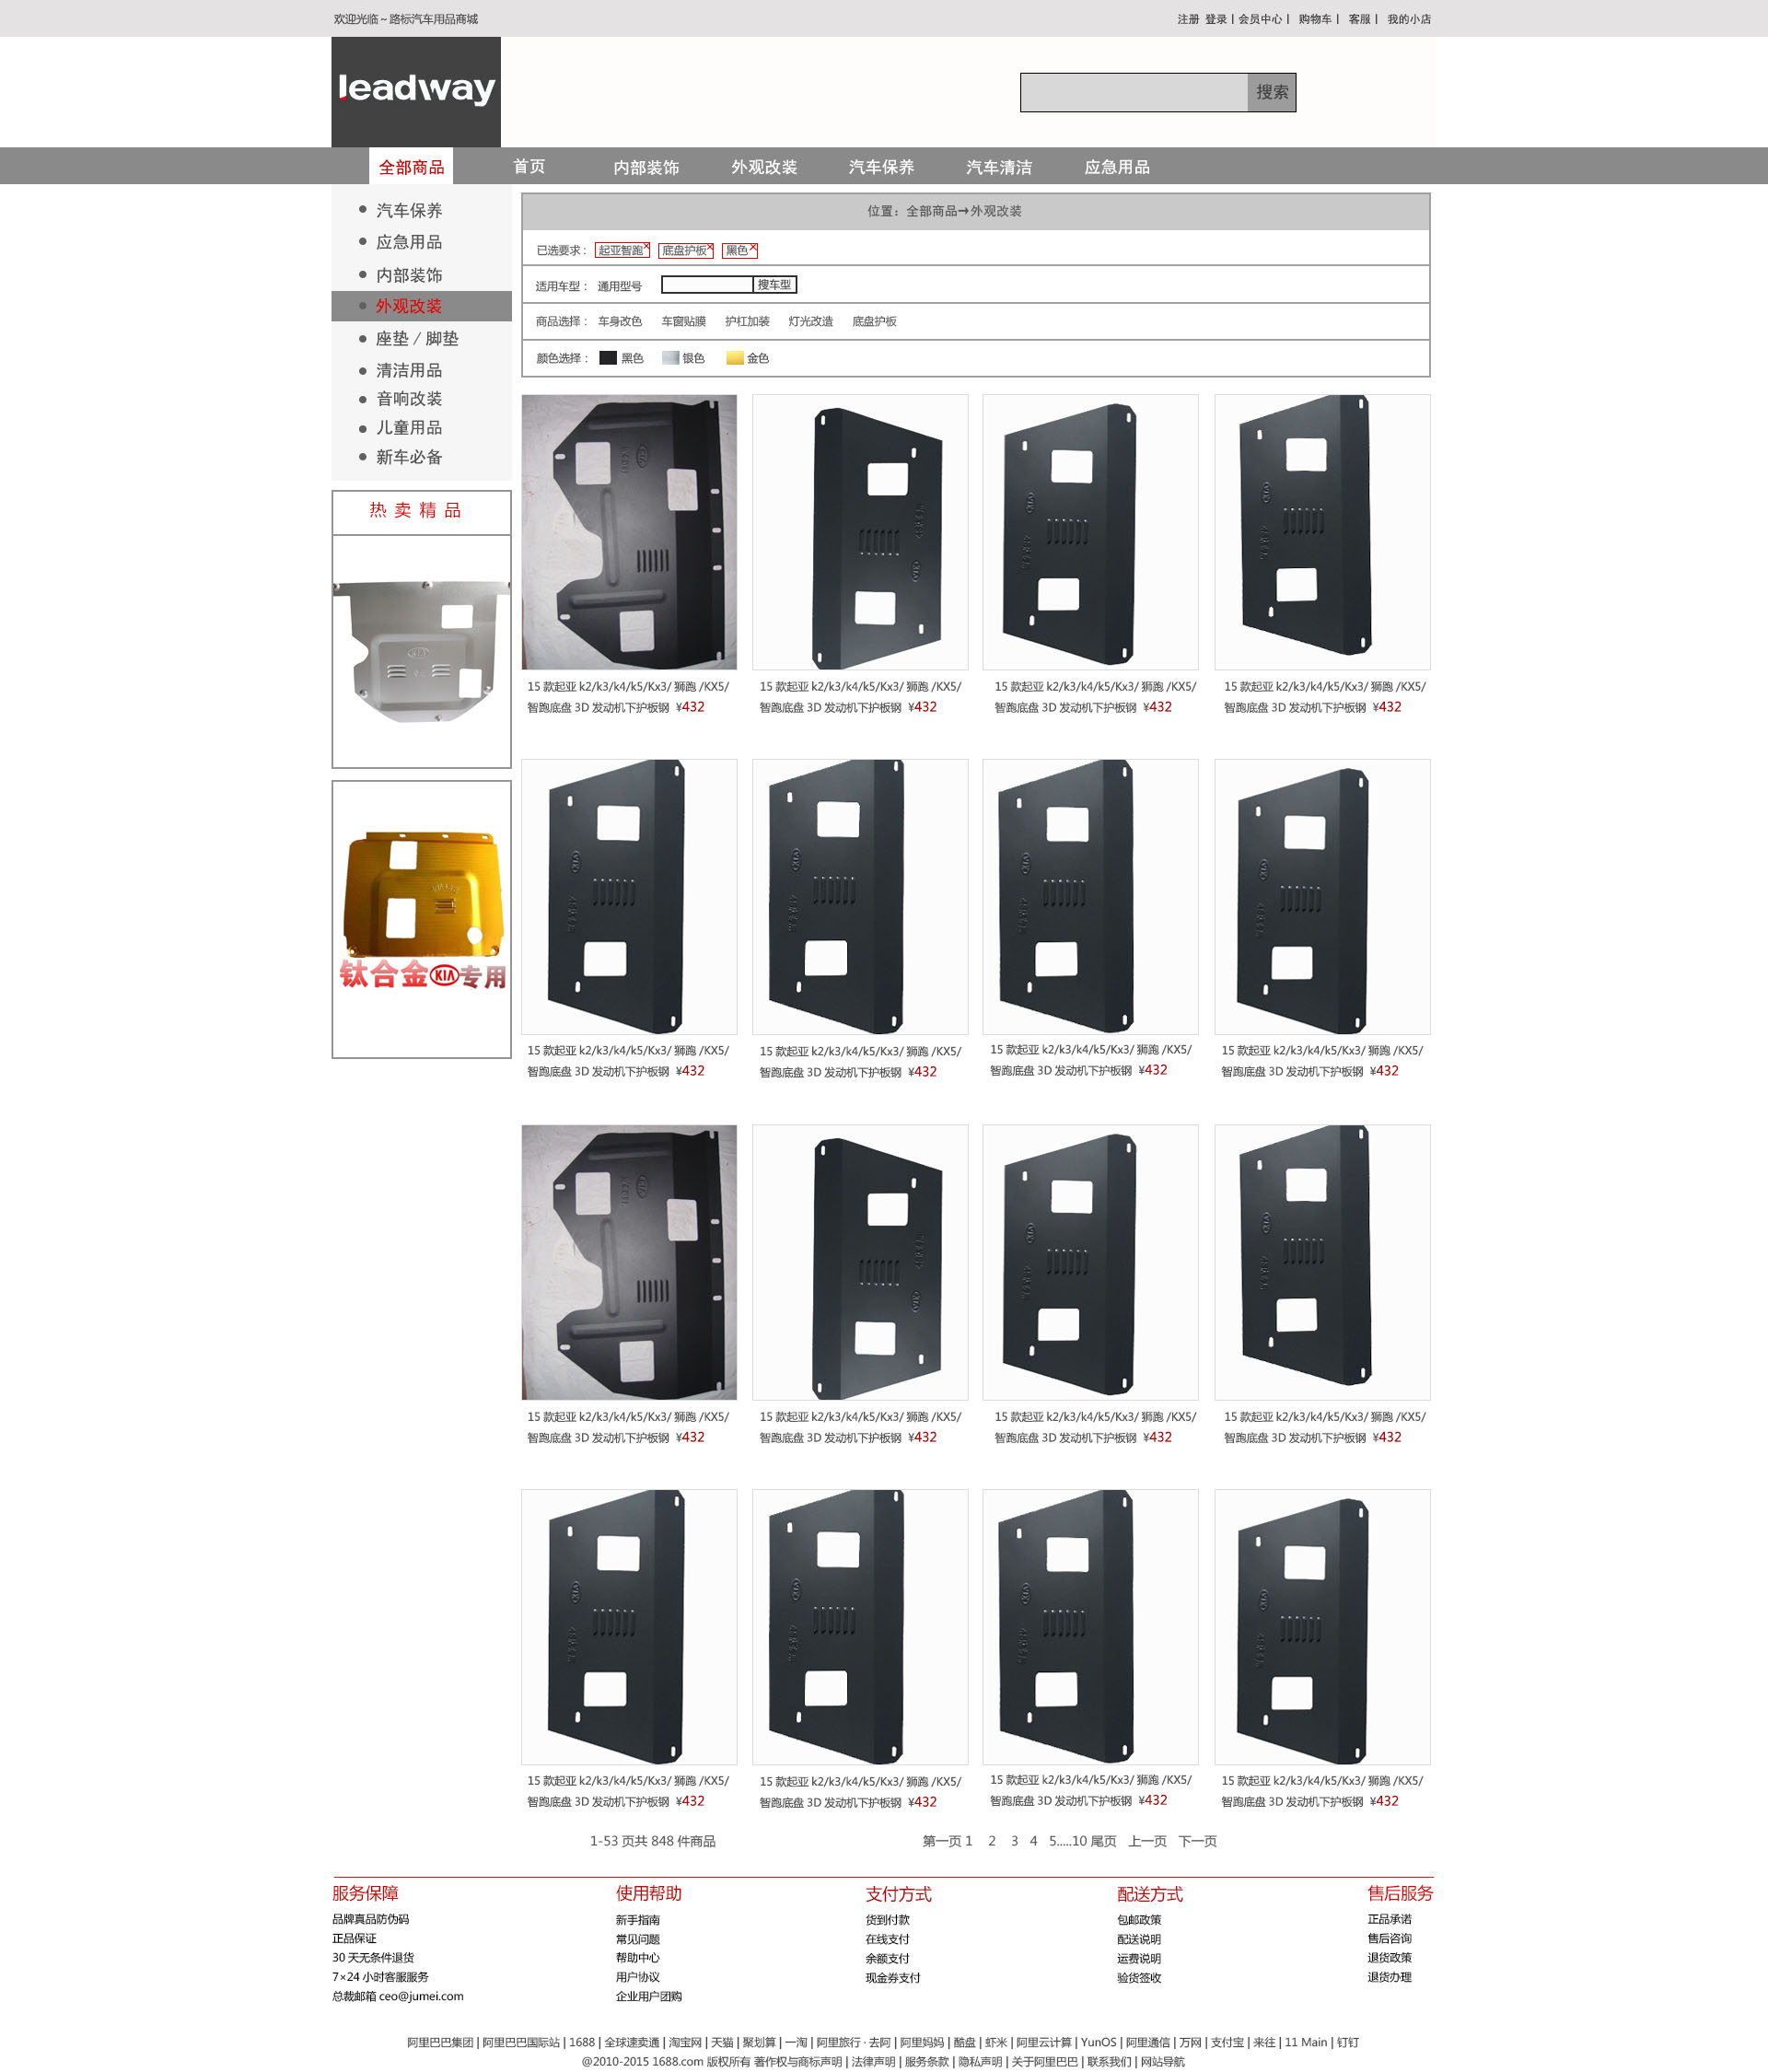 欢迎光临~路标汽车用品商城
注册 登录 | 会员中心 | 购物车 | 客服 | 我的小店
leadway
搜索
全部商品 首页 内部装饰 外观改装 汽车保养 汽车清洁 应急用品
汽车保养
应急用品
内部装饰
外观改装
座垫/脚垫
清洁用品
音响改装
儿童用品
新车必备
热卖精品
KIA
钛合金KIA专用
位置：全部商品→外观改装
已选要求： 起亚智跑× 底盘护板× 黑色×
适用车型： 通用型号 搜车型
商品选择： 车身改色 车窗贴膜 护杠加装 灯光改造 底盘护板
颜色选择： 黑色 银色 金色
15 款起亚 k2/k3/k4/k5/Kx3/ 狮跑 /KX5/
智跑底盘 3D 发动机下护板钢 ¥432
15 款起亚 k2/k3/k4/k5/Kx3/ 狮跑 /KX5/
智跑底盘 3D 发动机下护板钢 ¥432
15 款起亚 k2/k3/k4/k5/Kx3/ 狮跑 /KX5/
智跑底盘 3D 发动机下护板钢 ¥432
15 款起亚 k2/k3/k4/k5/Kx3/ 狮跑 /KX5/
智跑底盘 3D 发动机下护板钢 ¥432
15 款起亚 k2/k3/k4/k5/Kx3/ 狮跑 /KX5/
智跑底盘 3D 发动机下护板钢 ¥432
15 款起亚 k2/k3/k4/k5/Kx3/ 狮跑 /KX5/
智跑底盘 3D 发动机下护板钢 ¥432
15 款起亚 k2/k3/k4/k5/Kx3/ 狮跑 /KX5/
智跑底盘 3D 发动机下护板钢 ¥432
15 款起亚 k2/k3/k4/k5/Kx3/ 狮跑 /KX5/
智跑底盘 3D 发动机下护板钢 ¥432
15 款起亚 k2/k3/k4/k5/Kx3/ 狮跑 /KX5/
智跑底盘 3D 发动机下护板钢 ¥432
15 款起亚 k2/k3/k4/k5/Kx3/ 狮跑 /KX5/
智跑底盘 3D 发动机下护板钢 ¥432
15 款起亚 k2/k3/k4/k5/Kx3/ 狮跑 /KX5/
智跑底盘 3D 发动机下护板钢 ¥432
15 款起亚 k2/k3/k4/k5/Kx3/ 狮跑 /KX5/
智跑底盘 3D 发动机下护板钢 ¥432
15 款起亚 k2/k3/k4/k5/Kx3/ 狮跑 /KX5/
智跑底盘 3D 发动机下护板钢 ¥432
15 款起亚 k2/k3/k4/k5/Kx3/ 狮跑 /KX5/
智跑底盘 3D 发动机下护板钢 ¥432
15 款起亚 k2/k3/k4/k5/Kx3/ 狮跑 /KX5/
智跑底盘 3D 发动机下护板钢 ¥432
15 款起亚 k2/k3/k4/k5/Kx3/ 狮跑 /KX5/
智跑底盘 3D 发动机下护板钢 ¥432
1-53 页共 848 件商品 第一页 1 2 3 4 5.....10 尾页 上一页 下一页
服务保障
品牌真品防伪码
正品保证
30 天无条件退货
7×24 小时客服服务
总裁邮箱 ceo@jumei.com
使用帮助
新手指南
常见问题
帮助中心
用户协议
企业用户团购
支付方式
货到付款
在线支付
余额支付
现金券支付
配送方式
包邮政策
配送说明
运费说明
验货签收
售后服务
正品承诺
售后咨询
退货政策
退货办理
阿里巴巴集团 | 阿里巴巴国际站 | 1688 | 全球速卖通 | 淘宝网 | 天猫 | 聚划算 | 一淘 | 阿里旅行 · 去阿 | 阿里妈妈 | 酷盘 | 虾米 | 阿里云计算 | YunOS | 阿里通信 | 万网 | 支付宝 | 来往 | 11 Main | 钉钉
@2010-2015 1688.com 版权所有 著作权与商标声明 | 法律声明 | 服务条款 | 隐私声明 | 关于阿里巴巴 | 联系我们 | 网站导航